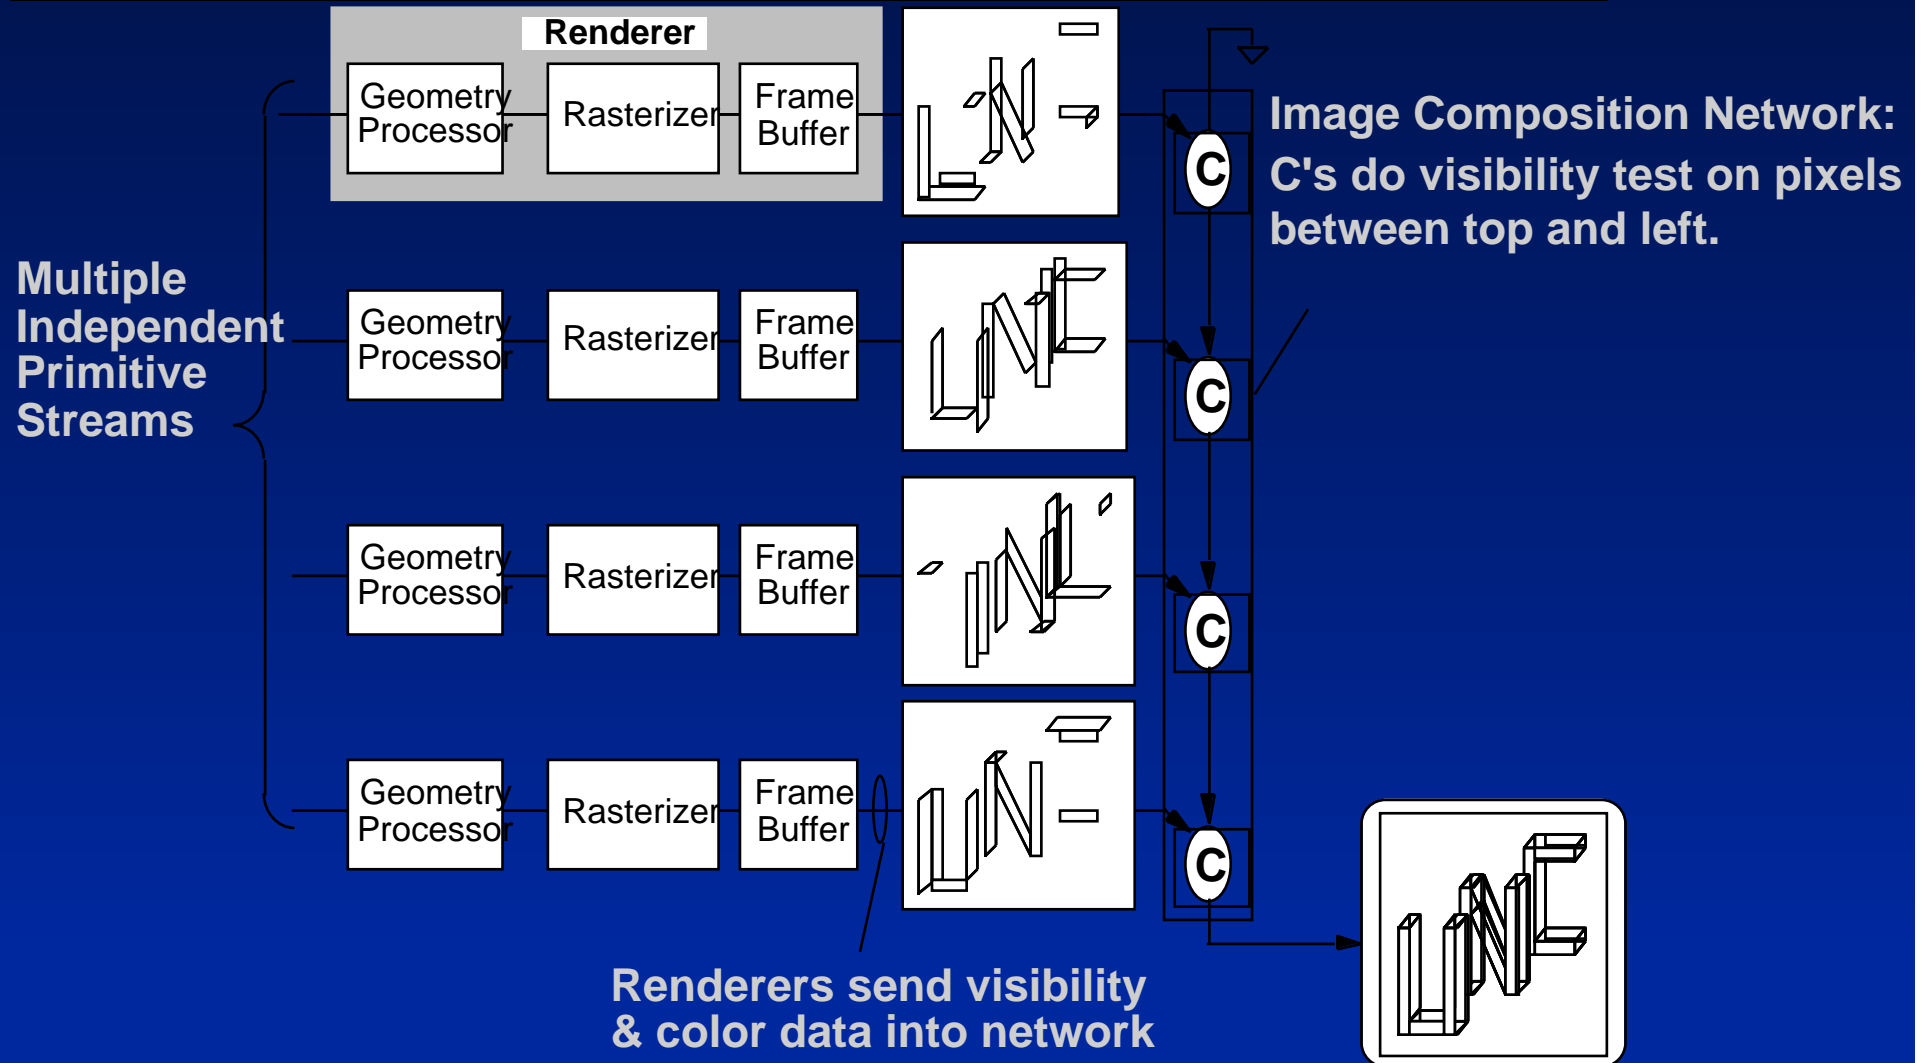 Renderer
Geometry
Processor
Rasterizer
Frame
Buffer
C
Image Composition Network:
C's do visibility test on pixels
between top and left.
Multiple
Independent
Primitive
Streams
Geometry
Processor
Rasterizer
Frame
Buffer
C
Geometry
Processor
Rasterizer
Frame
Buffer
C
Geometry
Processor
Rasterizer
Frame
Buffer
C
UNC
Renderers send visibility
& color data into network